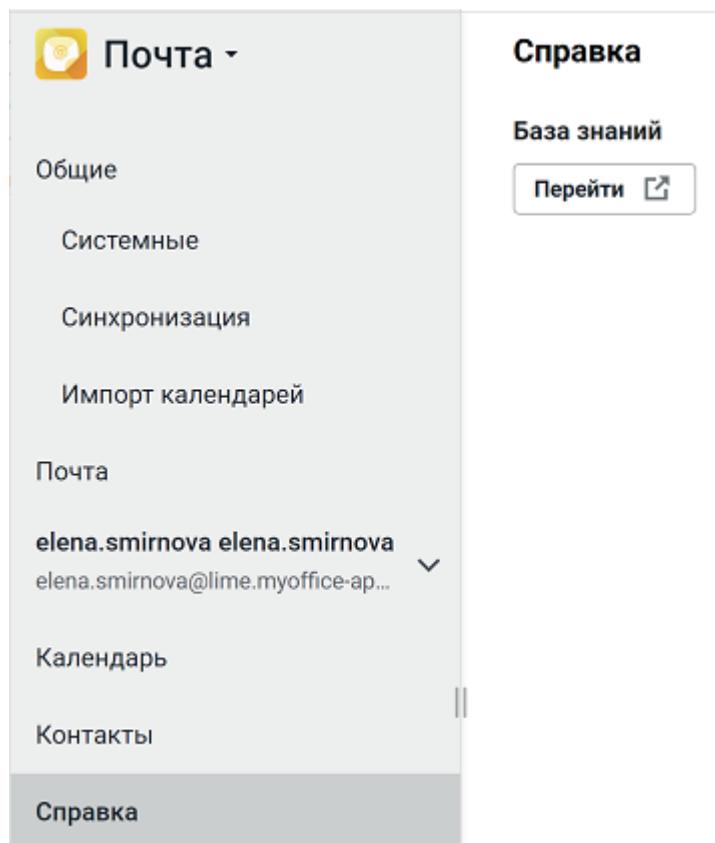 Почта
Общие
Системные
Синхронизация
Импорт календарей
Почта
elena.smirnova elena.smirnova
elena.smirnova@lime.myoffice-ap...
Календарь
Контакты
Справка
Справка
База знаний
Перейти